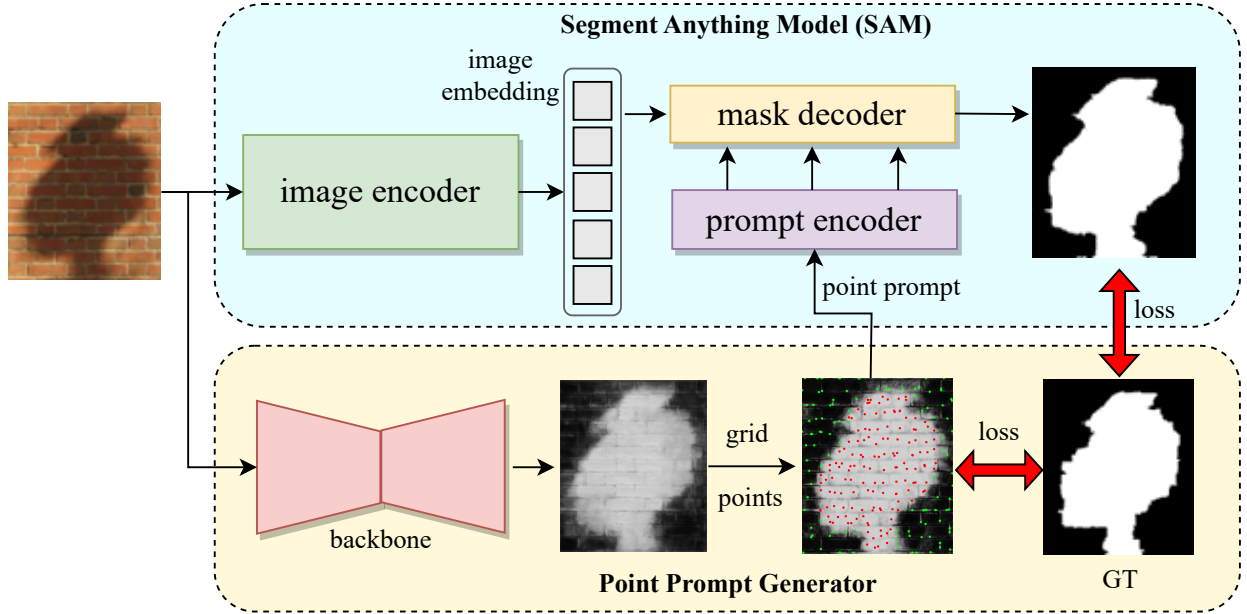 Segment Anything Model (SAM)
image
embedding
mask decoder
image encoder
prompt encoder
point prompt
loss
grid
points
loss
backbone
GT
Point Prompt Generator